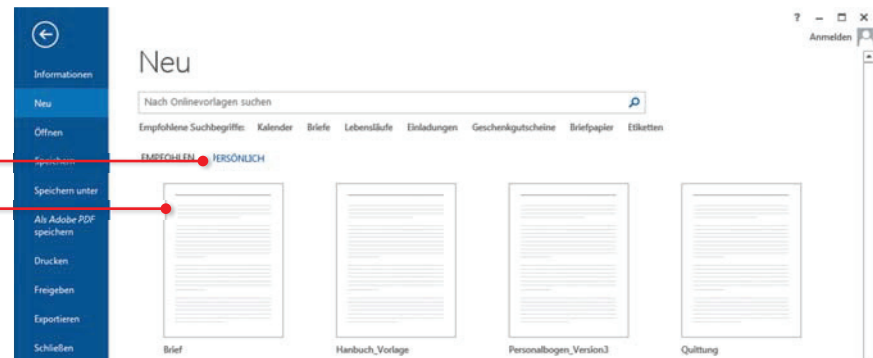 ?
Anmelden
Neu
Informationen
Neu
Öffnen
Speichern
Speichern unter
Als Adobe PDF
speichern
Drucken
Freigeben
Exportieren
Schließen
Nach Onlinevorlagen suchen
Empfohlene Suchbegriffe: Kalender Briefe Lebensläufe Einladungen Geschenkgutscheine Briefpapier Etiketten
EMPFOHLEN PERSÖNLICH
Brief Hanbuch_Vorlage Personalbogen_Version3 Quittung